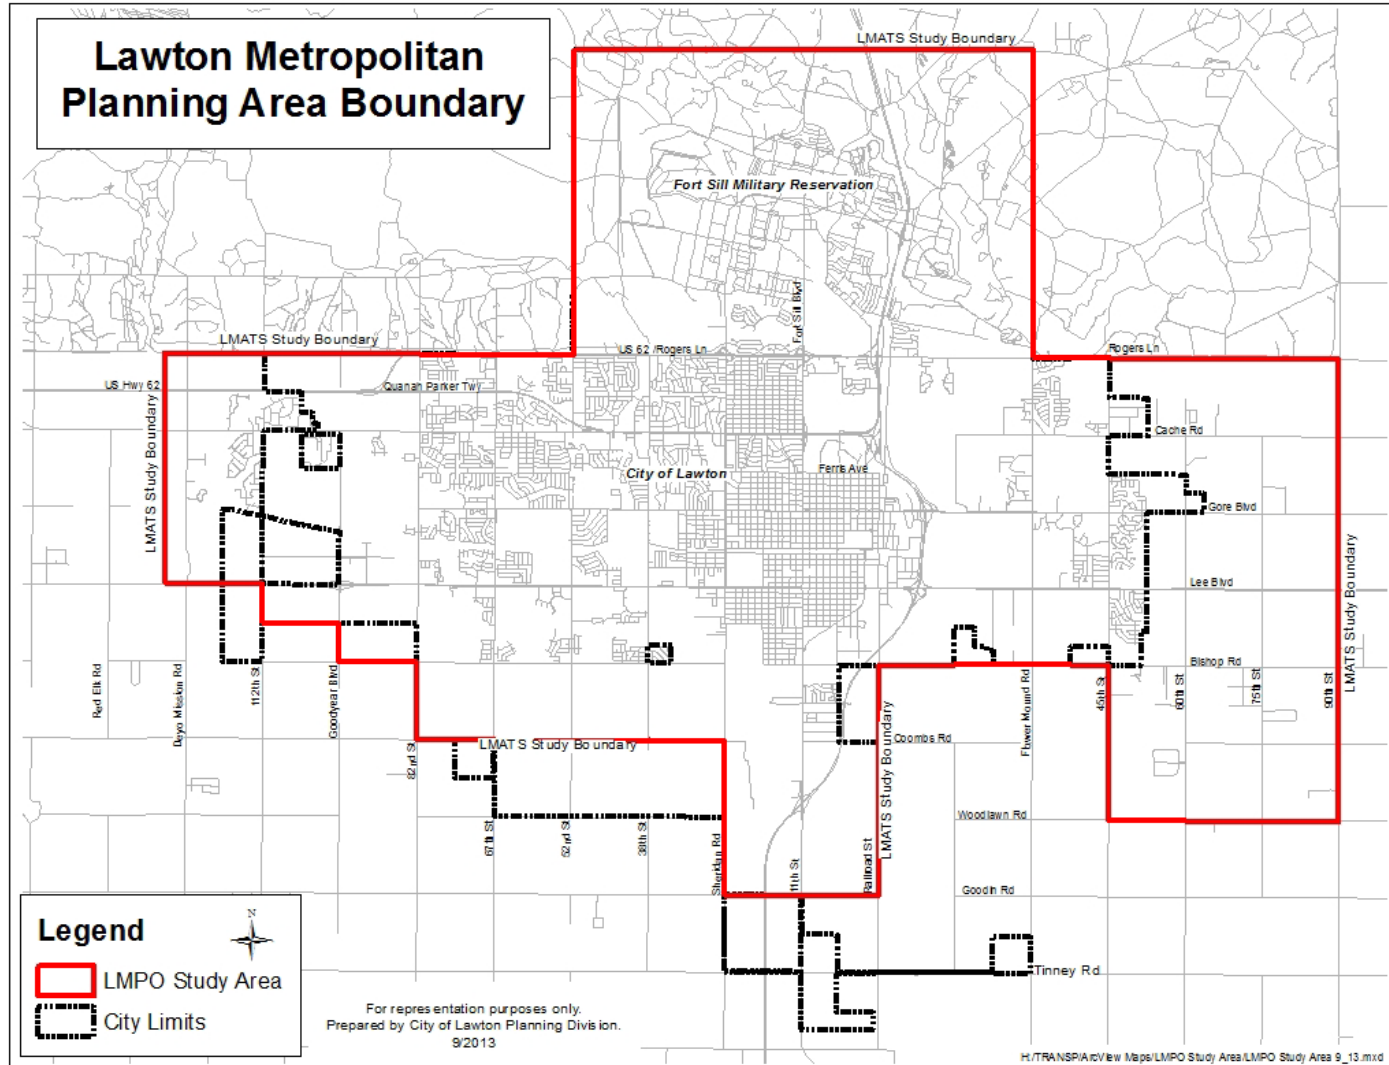 Lawton Metropolitan
Planning Area Boundary
LMATS Study Boundary
Fort Sill Military Reservation
Fort Sill Blvd
LMATS Study Boundary
US 62 /Rogers Ln
Rogers Ln
US Hwy 62
Quanah Parker Twy
Cache Rd
LMATS Study Boundary
City of Lawton
Ferris Ave
Gore Blvd
LMATS Study Boundary
Lee Blvd
Bishop Rd
Red Elk Rd
Deyo Mission Rd
112th St
Goodyear Blvd
82nd St
Flower Mound Rd
45th St
60th St
75th St
90th St
LMATS Study Boundary
LMATS Study Boundary
Coombs Rd
67th St
52nd St
38th St
Sheridan Rd
11th St
Railroad St
Woodlawn Rd
Goodin Rd
Tinney Rd
Legend
N
LMPO Study Area
City Limits
For representation purposes only.
Prepared by City of Lawton Planning Division.
9/2013
H:/TRANSP/ArcView Maps/LMPO Study Area/LMPO Study Area 9_13.mxd